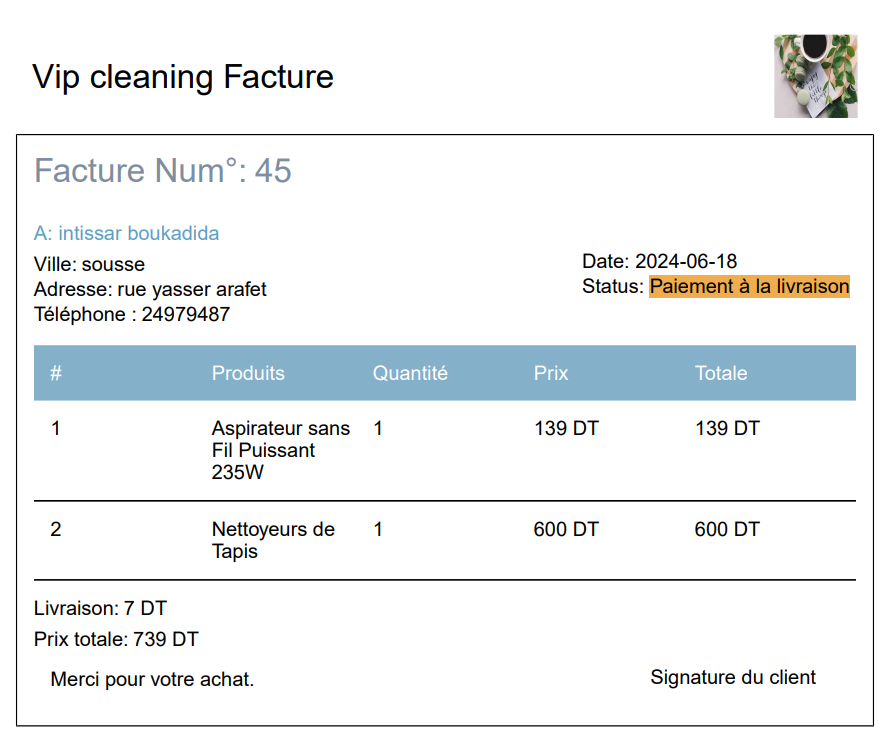 Vip cleaning Facture
Facture Num°: 45
A: intissar boukadida
Ville: sousse
Adresse: rue yasser arafet
Téléphone : 24979487
Date: 2024-06-18
Status: Paiement à la livraison
# Produits Quantité Prix Totale
1 Aspirateur sans 1 139 DT 139 DT
Fil Puissant
235W
2 Nettoyeurs de 1 600 DT 600 DT
Tapis
Livraison: 7 DT
Prix totale: 739 DT
Merci pour votre achat.
Signature du client